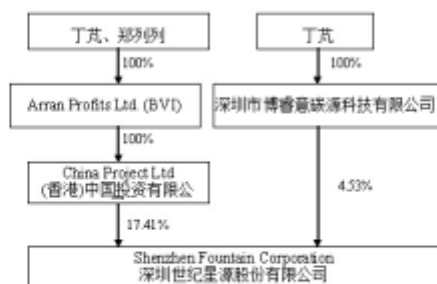 丁芃、郑列列
丁芃
100%
100%
Arran Profits Ltd. (BVI)
深圳市博睿意碳源科技有限公司
100%
China Project Ltd
(香港)中国投资有限公
4.53%
17.41%
Shenzhen Fountain Corporation
深圳世纪星源股份有限公司